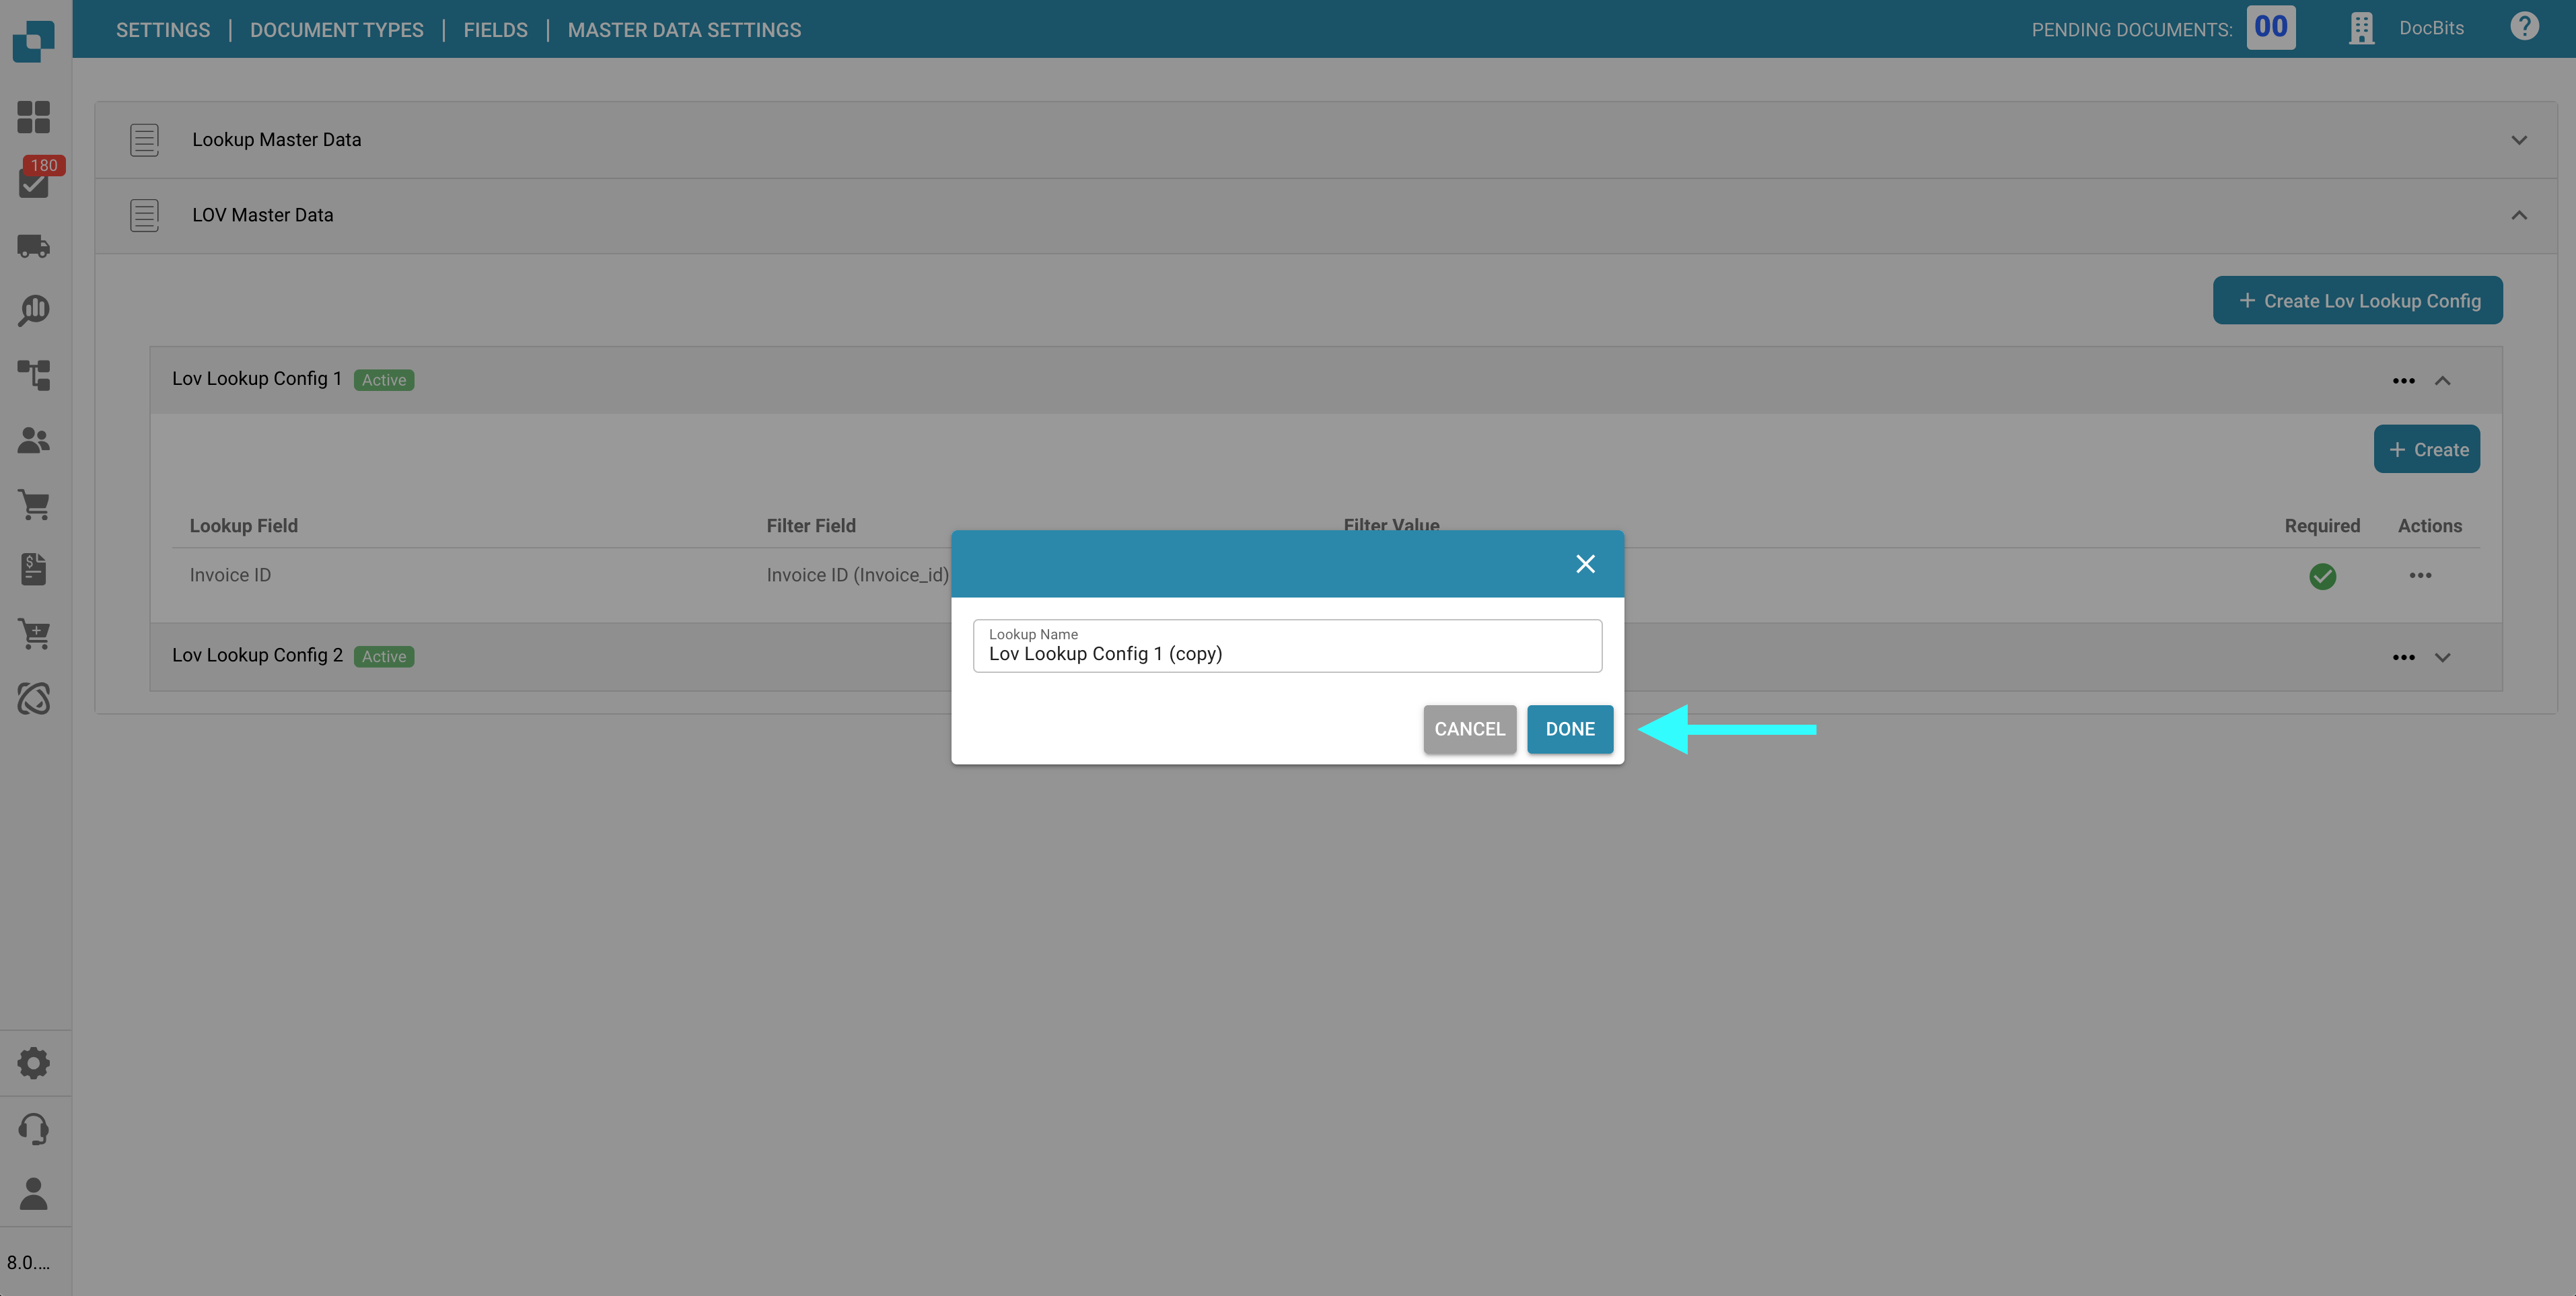 SETTINGS | DOCUMENT TYPES | FIELDS | MASTER DATA SETTINGS
PENDING DOCUMENTS: 00
DocBits
180
Lookup Master Data
LOV Master Data
+ Create Lov Lookup Config
Lov Lookup Config 1 Active
+ Create
Lookup Field Filter Field Filter Value Required Actions
Invoice ID Invoice ID (Invoice_id)
Lookup Name
Lov Lookup Config 1 (copy)
Lov Lookup Config 2 Active
CANCEL DONE
8.0....